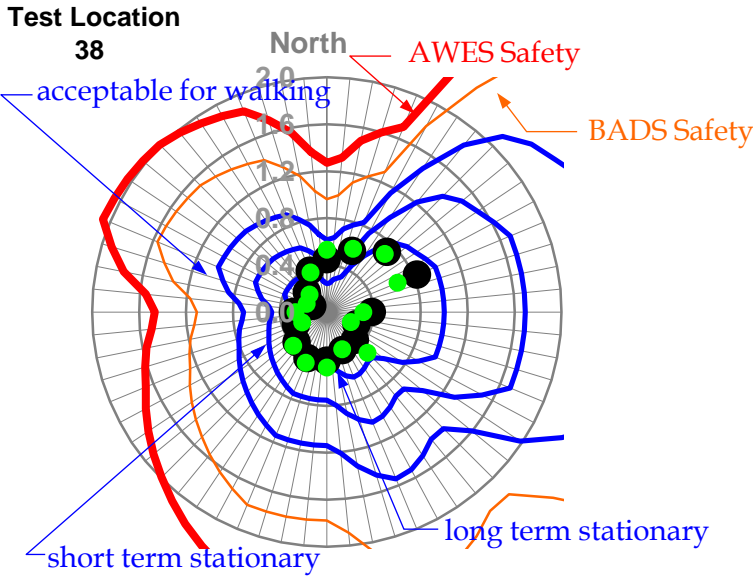 Test Location
38
North
AWES Safety
2.0
acceptable for walking
1.6
BADS Safety
1.2
0.8
0.4
0.0
long term stationary
short term stationary